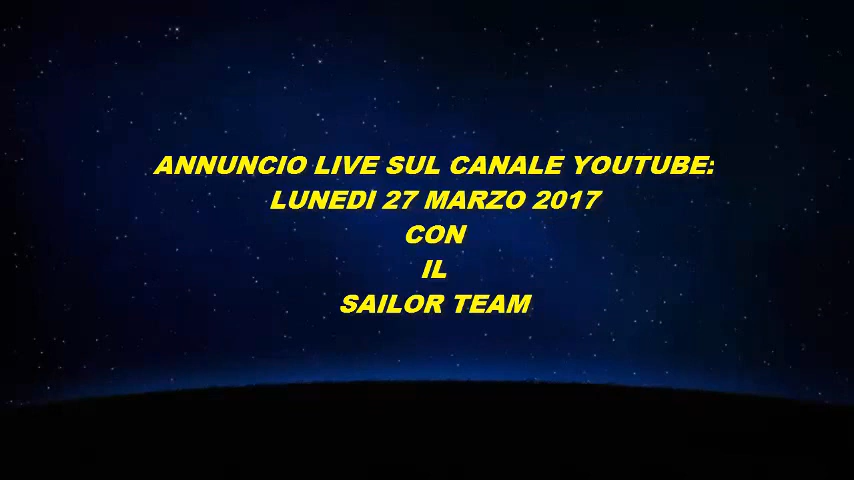 ANNUNCIO LIVE SUL CANALE YOUTUBE:
LUNEDI 27 MARZO 2017
CON
IL
SAILOR TEAM